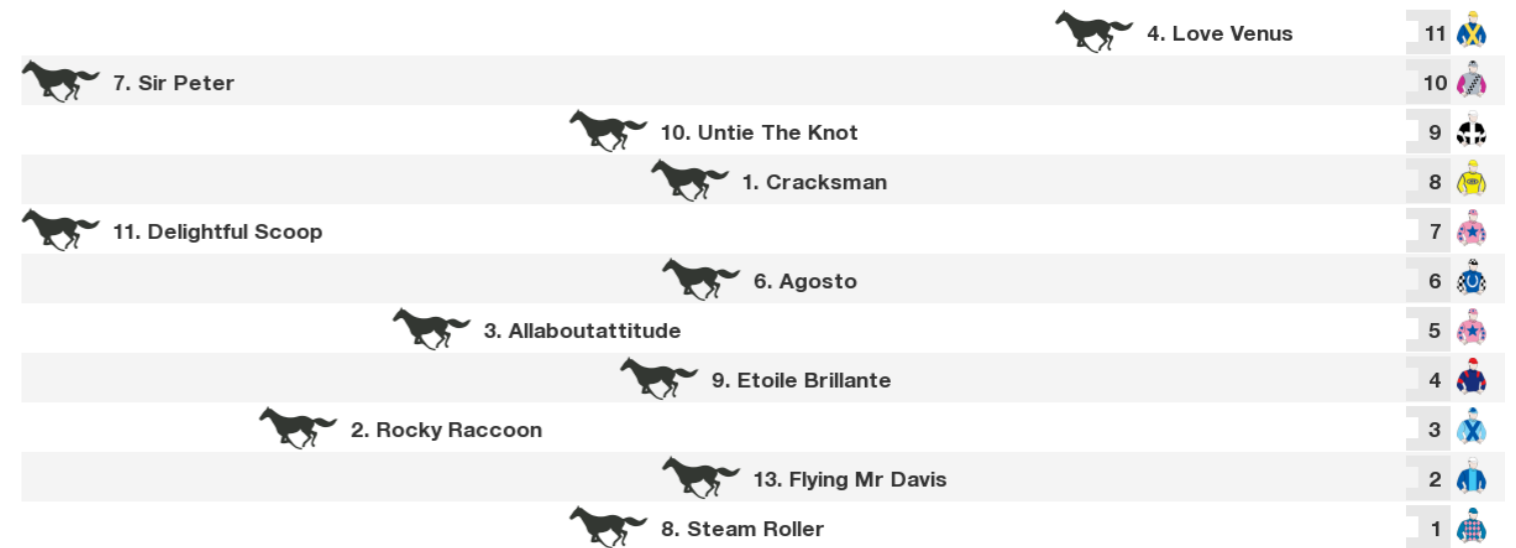 4. Love Venus 11
7. Sir Peter 10
10. Untie The Knot 9
1. Cracksman 8
11. Delightful Scoop 7
6. Agosto 6
3. Allaboutattitude 5
9. Etoile Brillante 4
2. Rocky Raccoon 3
13. Flying Mr Davis 2
8. Steam Roller 1